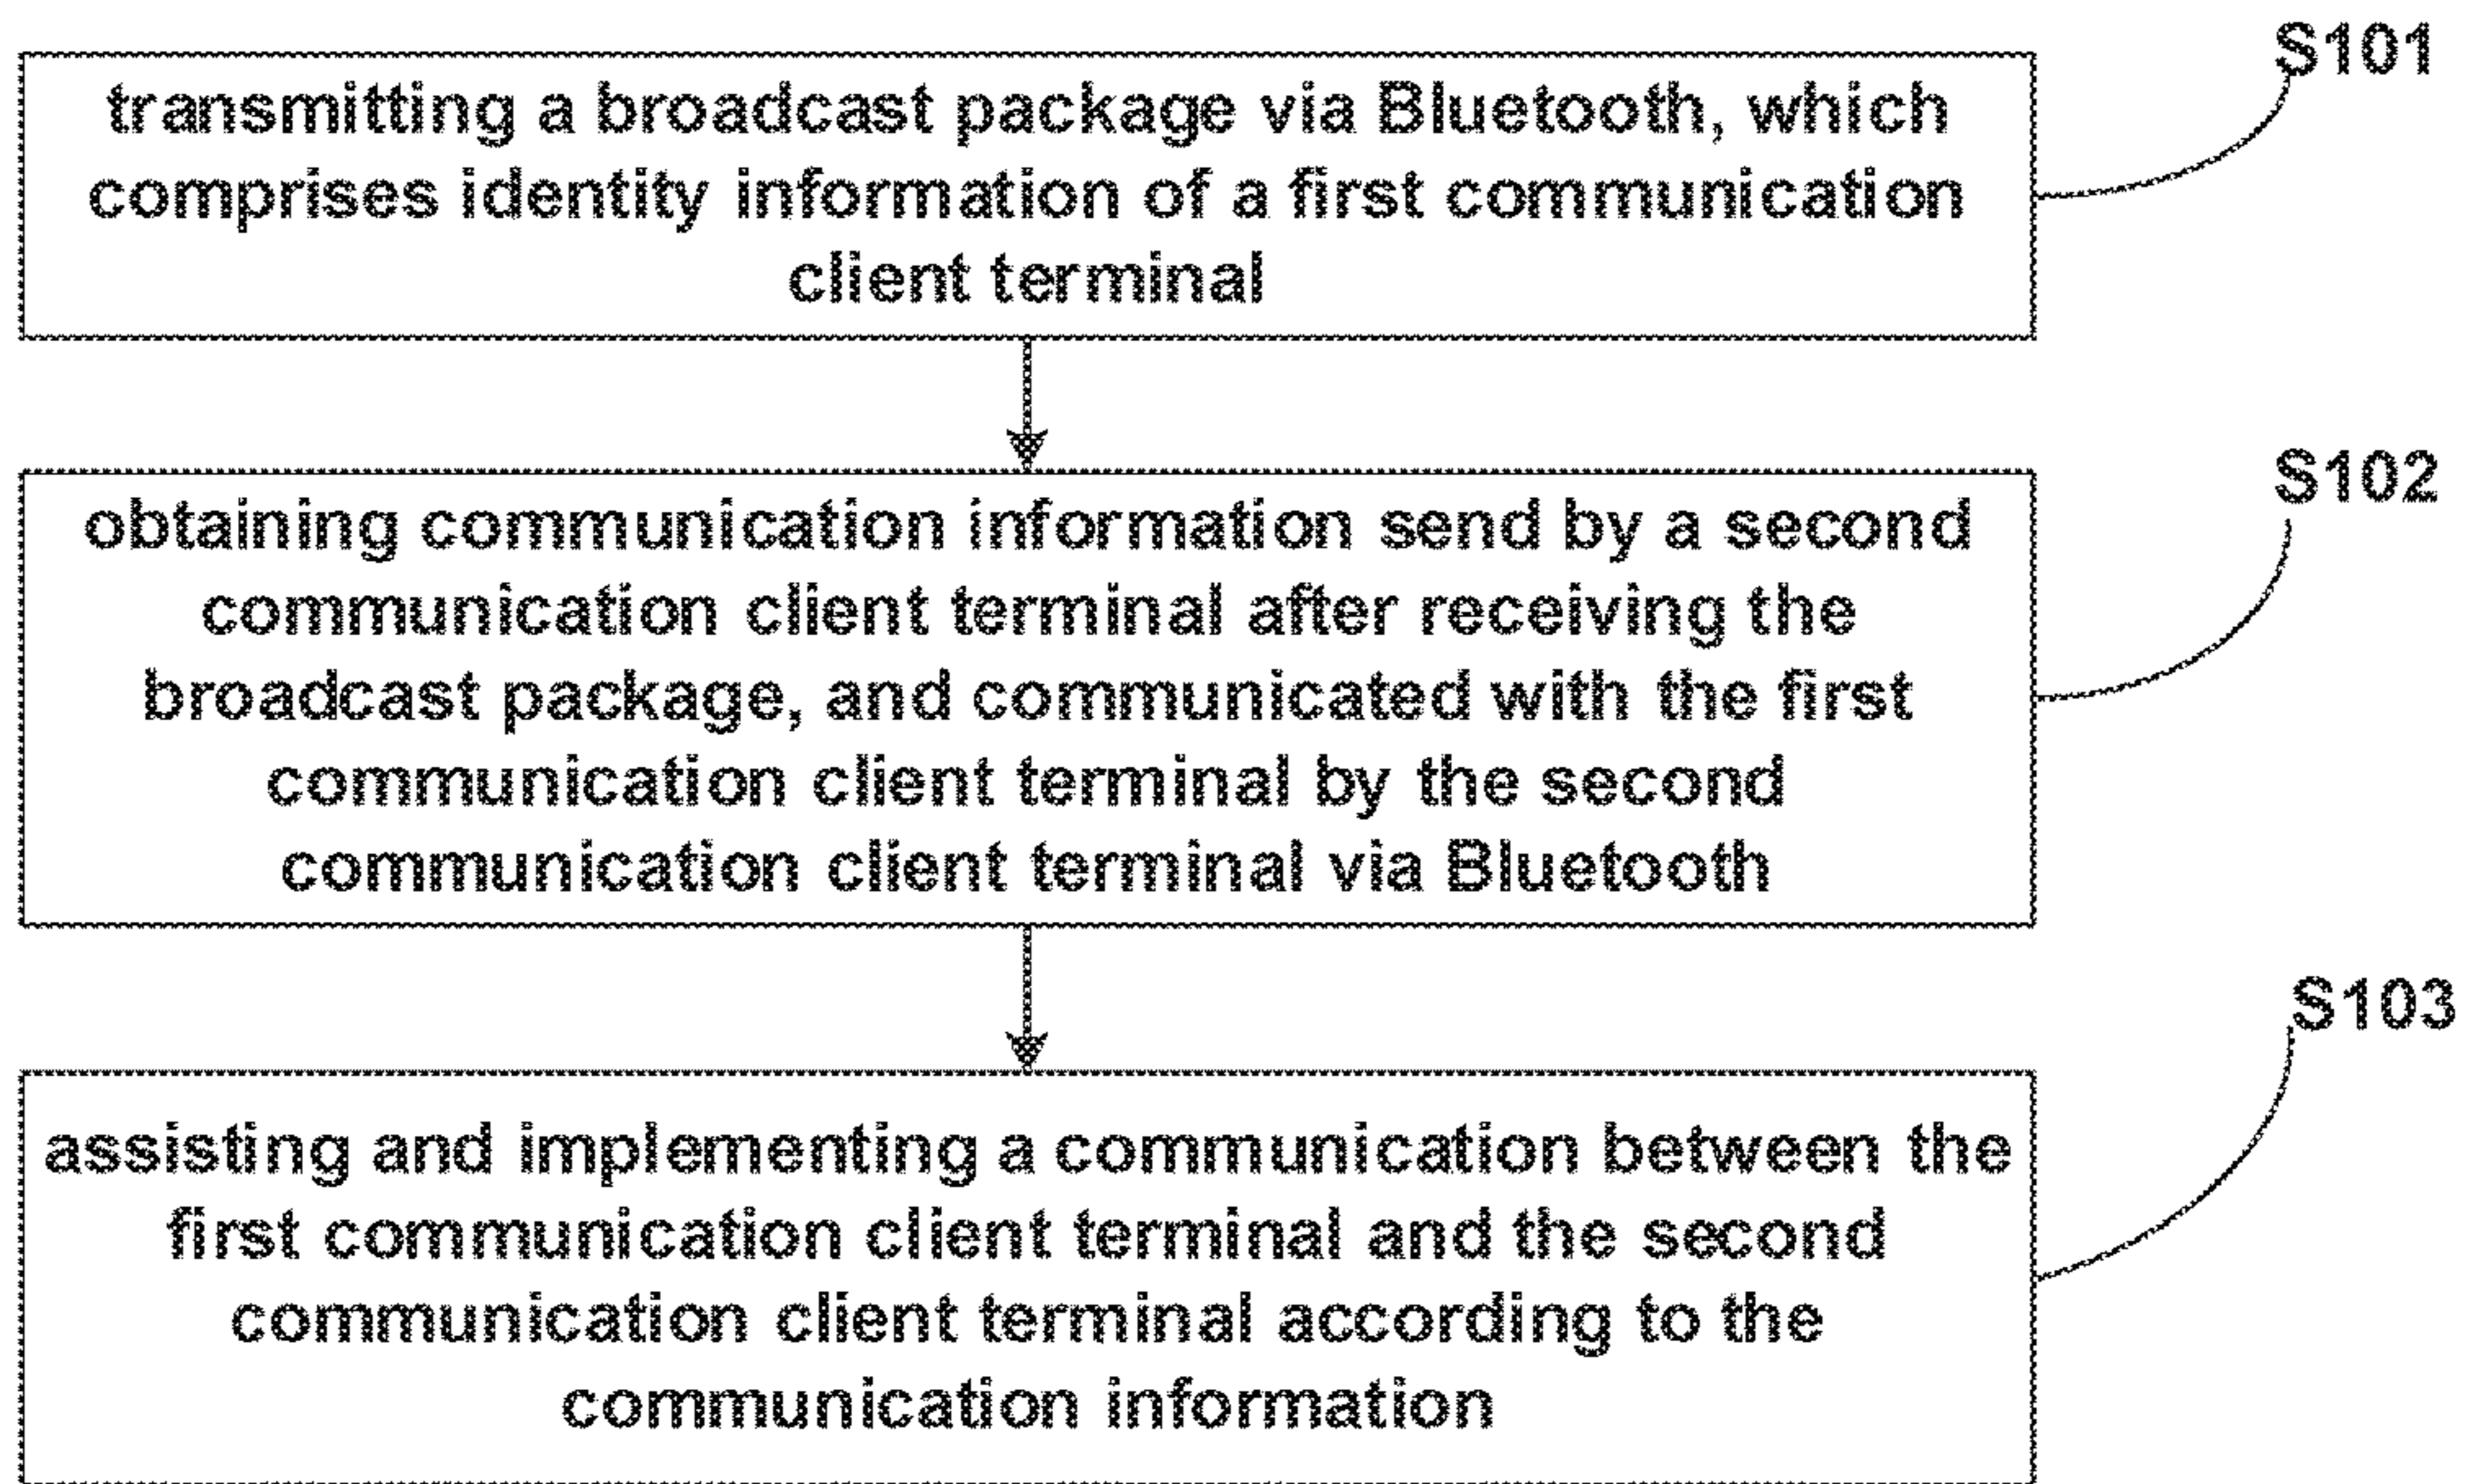 S101
transmitting a broadcast package via Bluetooth, which
comprises identity information of a first communication
client terminal
S102
obtaining communication information send by a second
communication client terminal after receiving the
broadcast package, and communicated with the first
communication client terminal by the second
communication client terminal via Bluetooth
S103
assisting and implementing a communication between the
first communication client terminal and the second
communication client terminal according to the
communication information